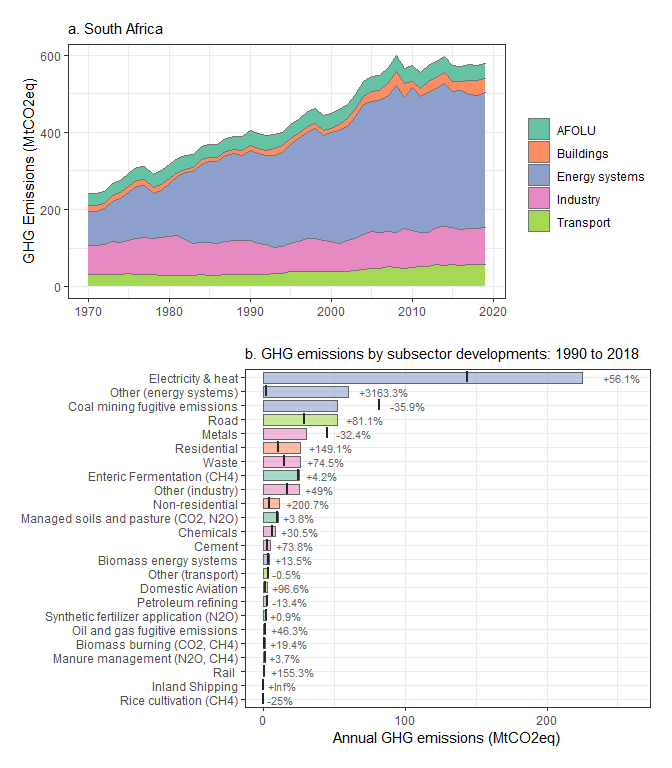 a. South Africa
GHG Emissions (MtCO2eq)
600
400
200
0
1970
1980
1990
2000
2010
2020
AFOLU
Buildings
Energy systems
Industry
Transport
b. GHG emissions by subsector developments: 1990 to 2018
Electricity & heat +56.1%
Other (energy systems) +3163.3%
Coal mining fugitive emissions -35.9%
Road +81.1%
Metals -32.4%
Residential +149.1%
Waste +74.5%
Enteric Fermentation (CH4) +4.2%
Other (industry) +49%
Non-residential +200.7%
Managed soils and pasture (CO2, N2O) +3.8%
Chemicals +30.5%
Cement +73.8%
Biomass energy systems +13.5%
Other (transport) -0.5%
Domestic Aviation +96.6%
Petroleum refining -13.4%
Synthetic fertilizer application (N2O) +0.9%
Oil and gas fugitive emissions +46.3%
Biomass burning (CO2, CH4) +19.4%
Manure management (N2O, CH4) +3.7%
Rail +155.3%
Inland Shipping +Inf%
Rice cultivation (CH4) -25%
0
100
200
Annual GHG emissions (MtCO2eq)